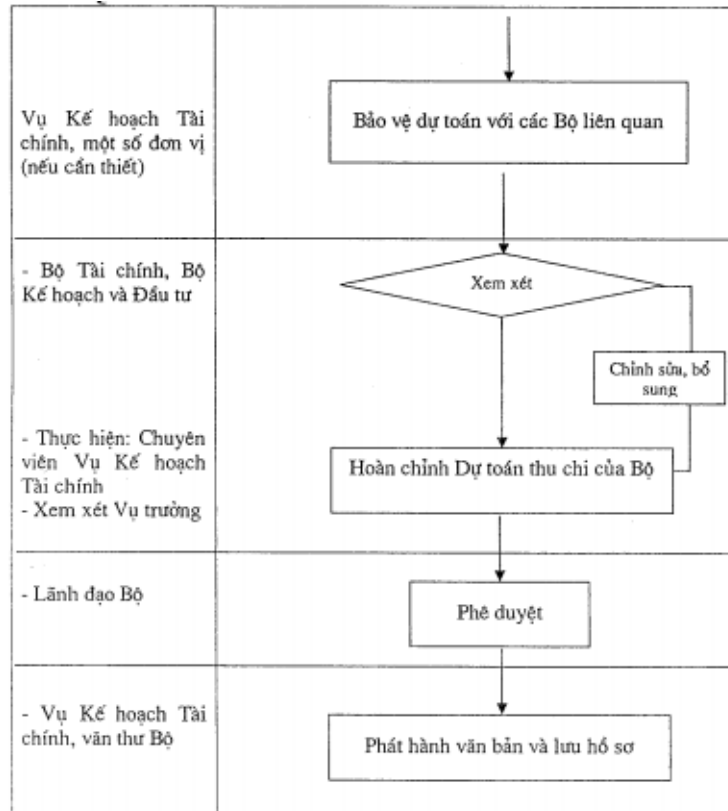 Vụ Kế hoạch Tài
chính, một số đơn vị
(nếu cần thiết)
Bảo vệ dự toán với các Bộ liên quan
- Bộ Tài chính, Bộ
Kế hoạch và Đầu tư
Xem xét
Chỉnh sửa, bổ
sung
- Thực hiện: Chuyên
viên Vụ Kế hoạch
Tài chính
- Xem xét Vụ trưởng
Hoàn chỉnh Dự toán thu chi của Bộ
- Lãnh đạo Bộ
Phê duyệt
- Vụ Kế hoạch Tài
chính, văn thư Bộ
Phát hành văn bản và lưu hồ sơ